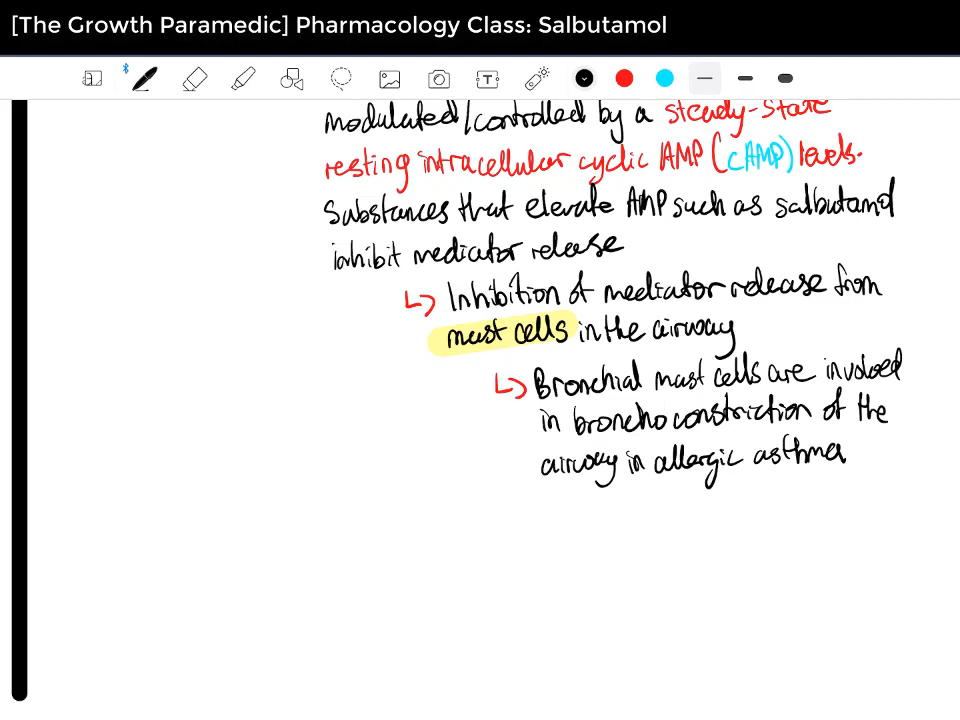 [The Growth Paramedic] Pharmacology Class: Salbutamol
modulated/controlled by a steady-state
resting intracellular cyclic AMP (cAMP) levels.
Substances that elevate AMP such as salbutamol
inhibit mediator release
↳ Inhibition of mediator release from
mast cells in the airway
↳ Bronchial mast cells are involved
in bronchoconstriction of the
airway in allergic asthma